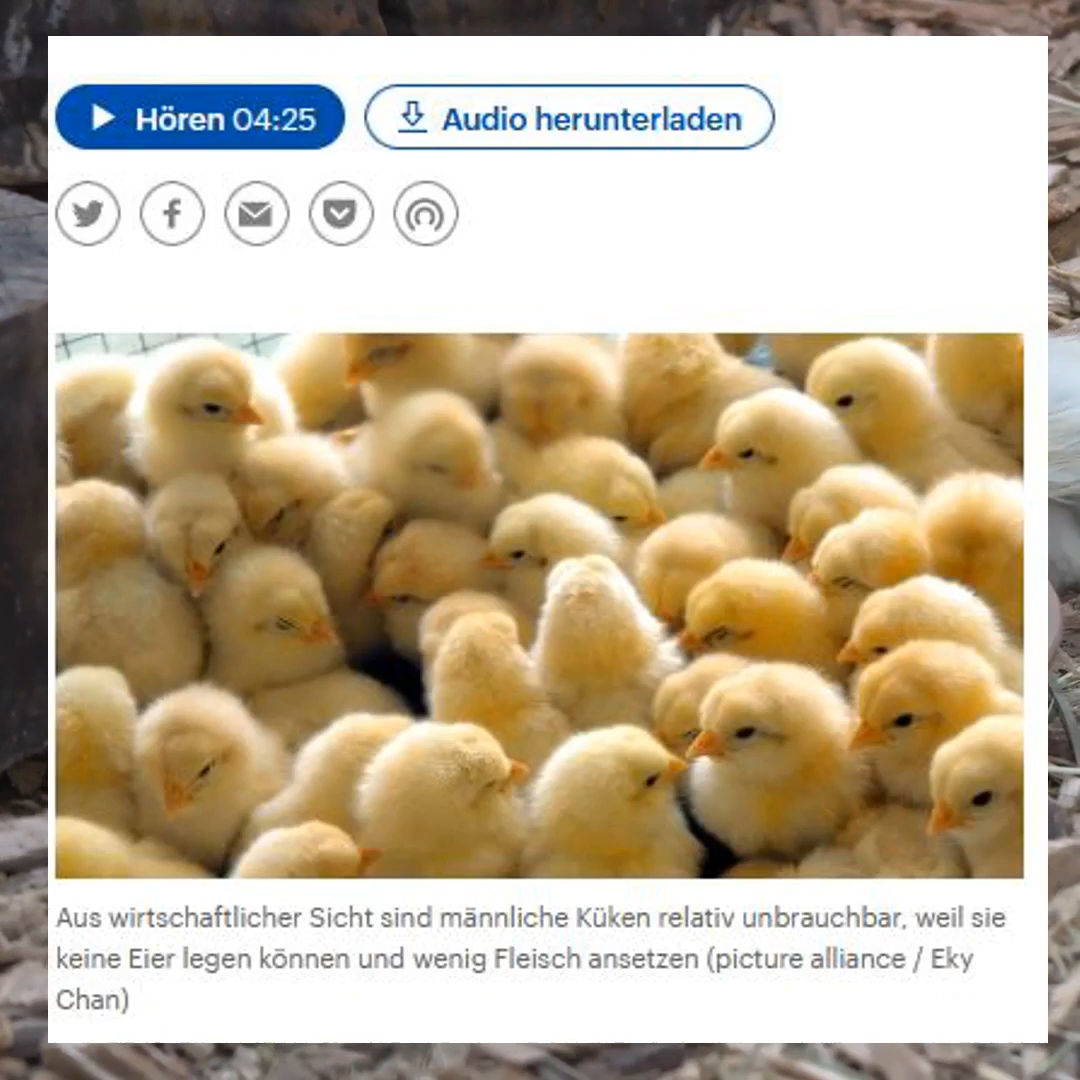 Hören 04:25
Audio herunterladen
Aus wirtschaftlicher Sicht sind männliche Küken relativ unbrauchbar, weil sie
keine Eier legen können und wenig Fleisch ansetzen (picture alliance / Eky
Chan)